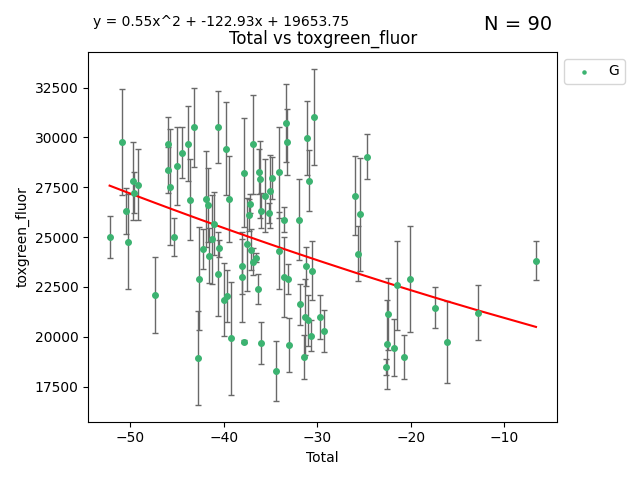 y = 0.55x^2 + -122.93x + 19653.75
N = 90
Total vs toxgreen_fluor
G
toxgreen_fluor
32500
30000
27500
25000
22500
20000
17500
−50 −40 −30 −20 −10
Total